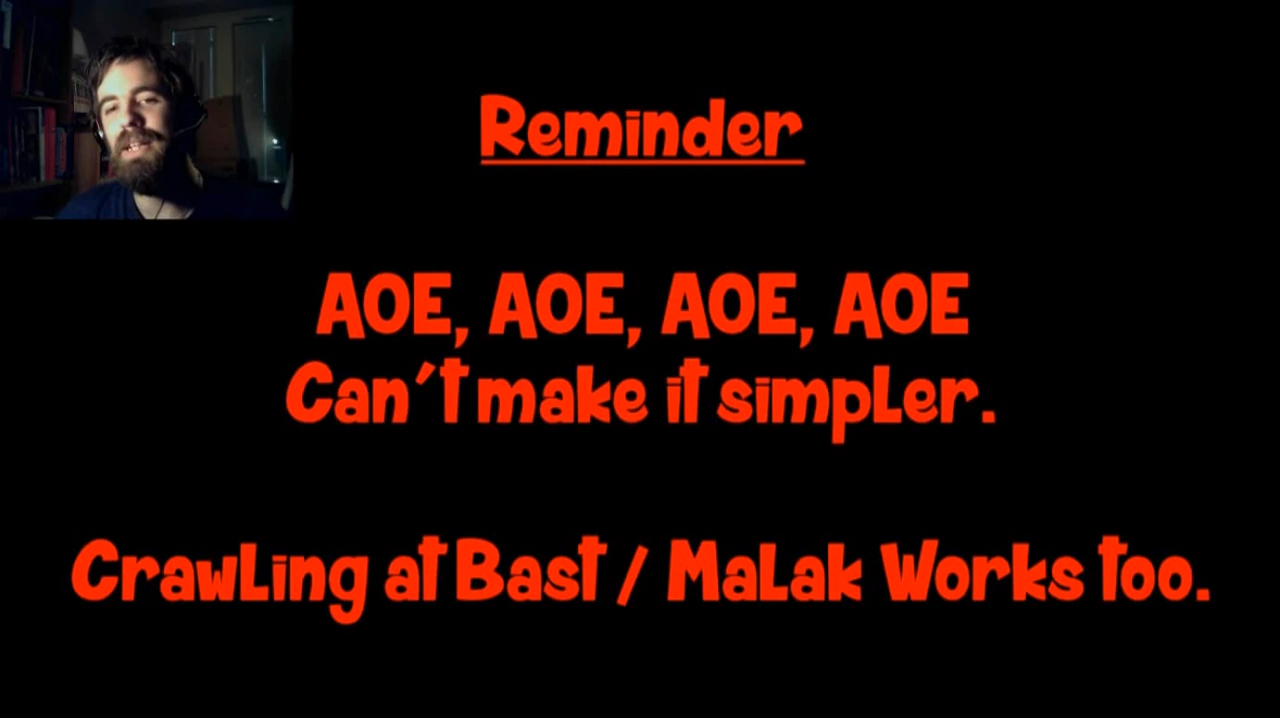 Reminder
AOE, AOE, AOE, AOE
Can't make it simpler.
Crawling at Bast / Malak Works too.